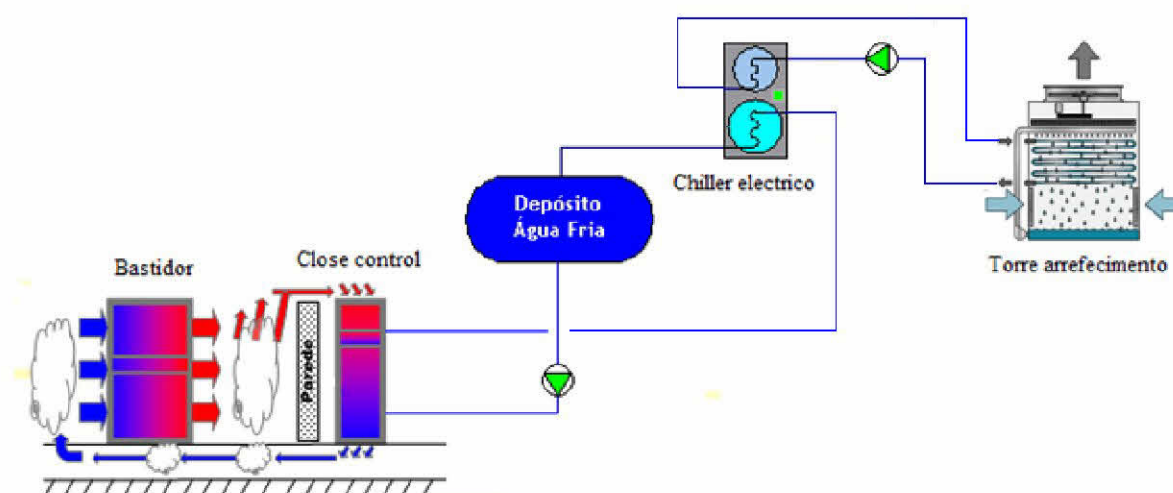 Chiller electrico
Depósito
Água Fria
Torre arrefecimento
Bastidor
Close control
Parede